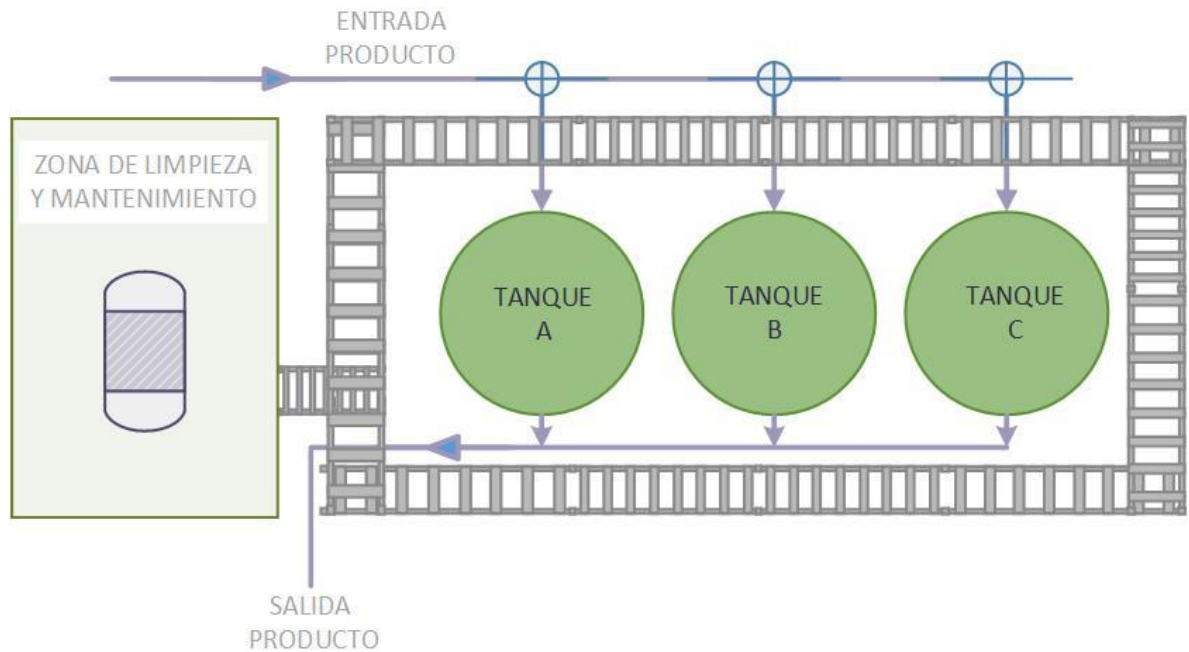 ENTRADA
PRODUCTO
ZONA DE LIMPIEZA
Y MANTENIMIENTO
TANQUE
A
TANQUE
B
TANQUE
C
SALIDA
PRODUCTO